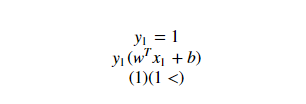 y₁ = 1
y₁(wᵀx₁ + b)
(1)(1 <)